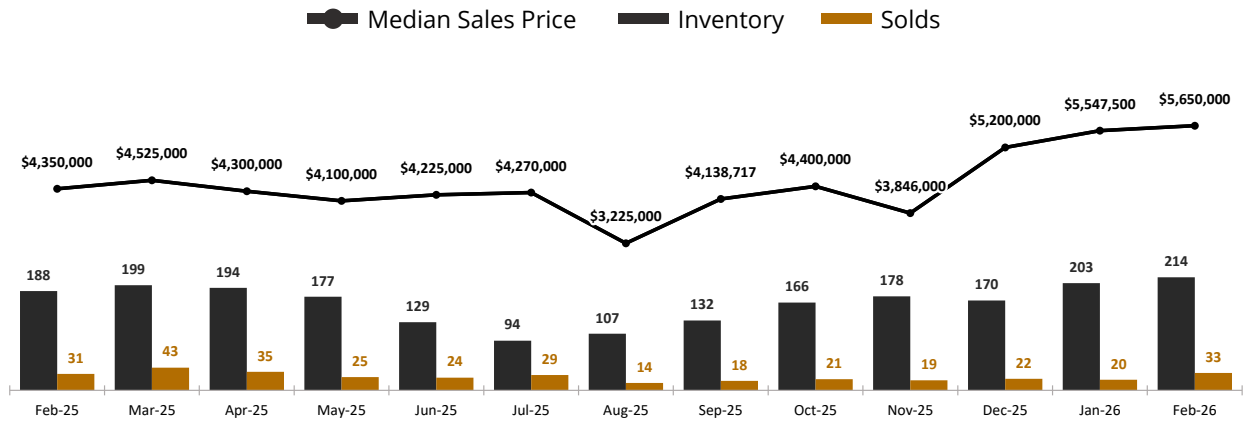 Median Sales Price Inventory Solds
$4,350,000 $4,525,000 $4,300,000 $4,100,000 $4,225,000 $4,270,000 $3,225,000 $4,138,717 $4,400,000 $3,846,000 $5,200,000 $5,547,500 $5,650,000
188 199 194 177 129 94 107 132 166 178 170 203 214
31 43 35 25 24 29 14 18 21 19 22 20 33
Feb-25 Mar-25 Apr-25 May-25 Jun-25 Jul-25 Aug-25 Sep-25 Oct-25 Nov-25 Dec-25 Jan-26 Feb-26